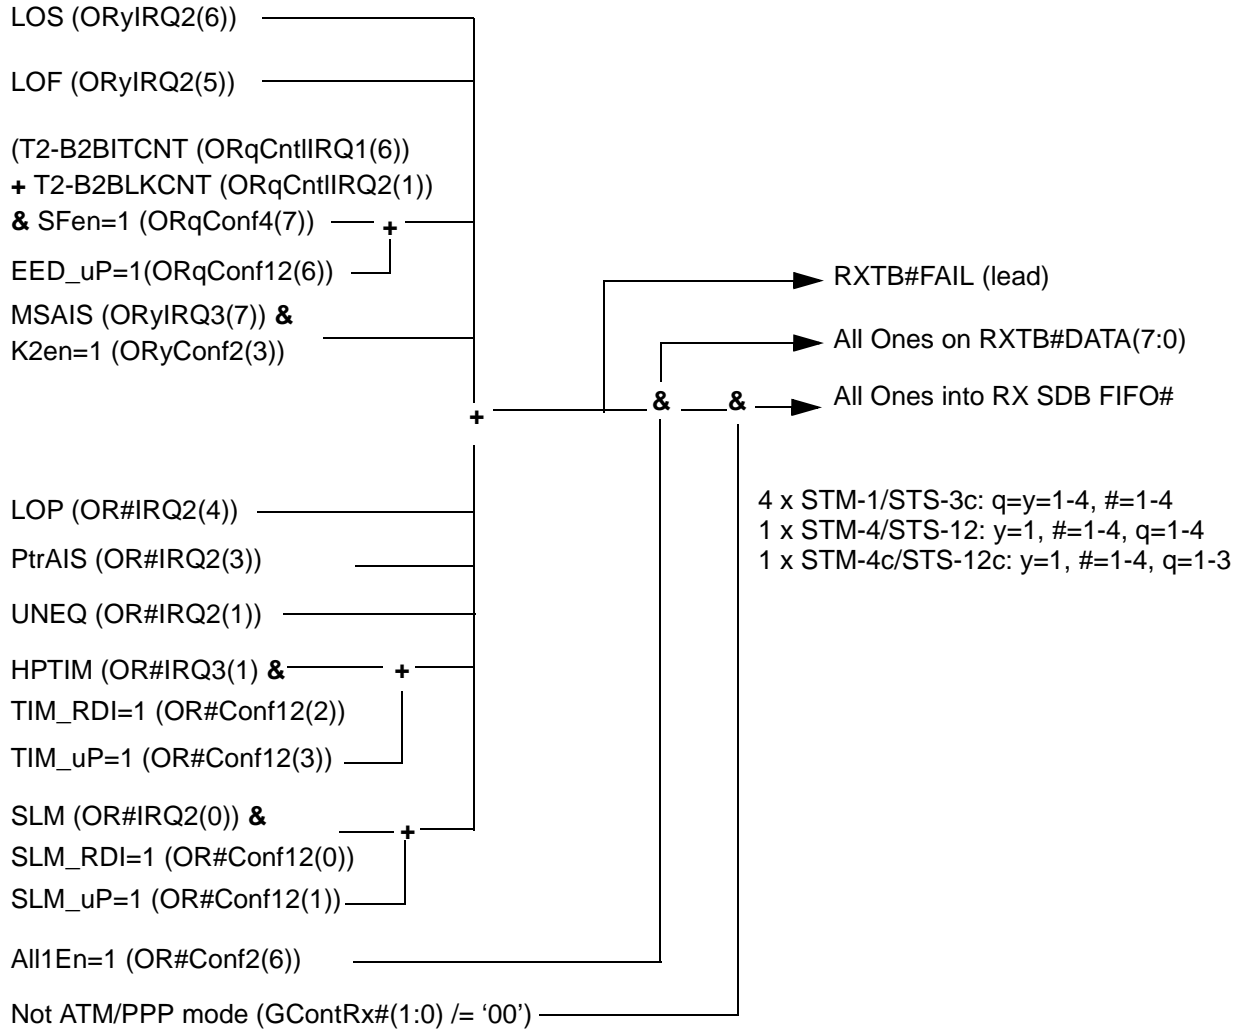 LOS (ORyIRQ2(6))
LOF (ORyIRQ2(5))
(T2-B2BITCNT (ORqCntlIRQ1(6))
+ T2-B2BLKCNT (ORqCntlIRQ2(1))
& SFen=1 (ORqConf4(7))
+
EED_uP=1(ORqConf12(6))
MSAIS (ORyIRQ3(7)) &
K2en=1 (ORyConf2(3))
RXTB#FAIL (lead)
All Ones on RXTB#DATA(7:0)
+
&
&
All Ones into RX SDB FIFO#
LOP (OR#IRQ2(4))
PtrAIS (OR#IRQ2(3))
UNEQ (OR#IRQ2(1))
4 x STM-1/STS-3c: q=y=1-4, #=1-4
1 x STM-4/STS-12: y=1, #=1-4, q=1-4
1 x STM-4c/STS-12c: y=1, #=1-4, q=1-3
HPTIM (OR#IRQ3(1) &
+
TIM_RDI=1 (OR#Conf12(2))
TIM_uP=1 (OR#Conf12(3))
SLM (OR#IRQ2(0)) &
+
SLM_RDI=1 (OR#Conf12(0))
SLM_uP=1 (OR#Conf12(1))
All1En=1 (OR#Conf2(6))
Not ATM/PPP mode (GContRx#(1:0) /= ‘00’)